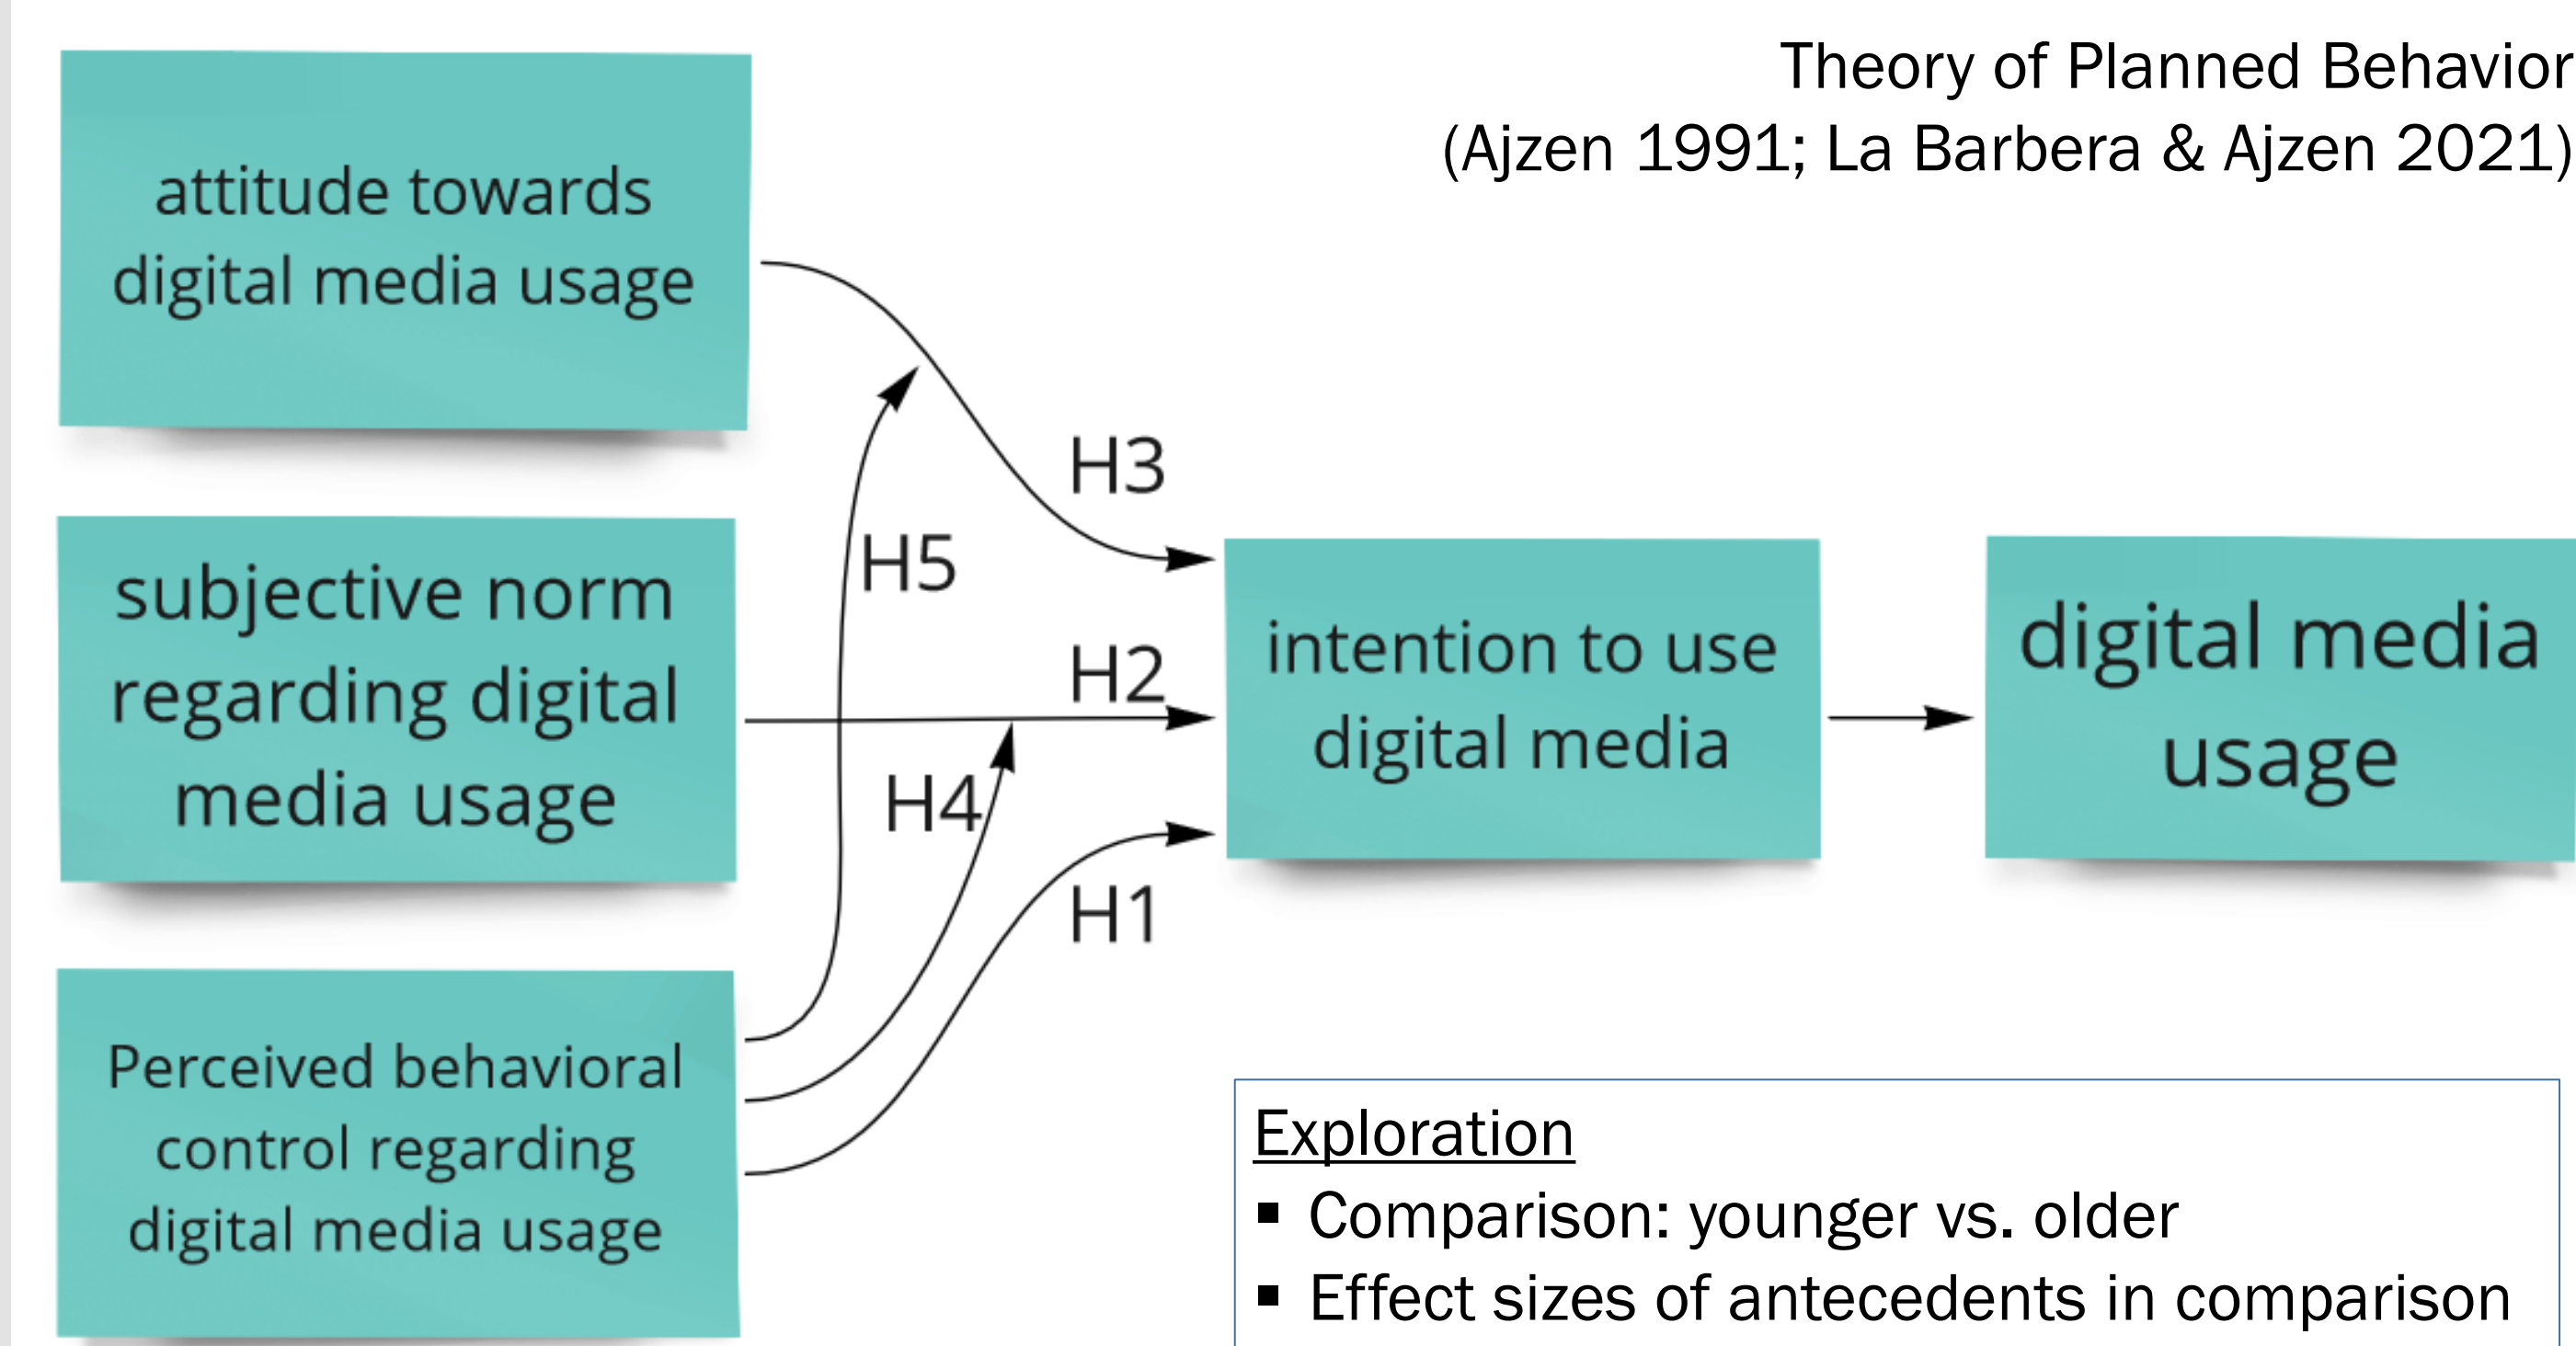 Theory of Planned Behavior
(Ajzen 1991; La Barbera & Ajzen 2021)
attitude towards
digital media usage
H3
H5
subjective norm
regarding digital
media usage
H2
H4
intention to use
digital media
digital media
usage
H1
Perceived behavioral
control regarding
digital media usage
Exploration
▪ Comparison: younger vs. older
▪ Effect sizes of antecedents in comparison